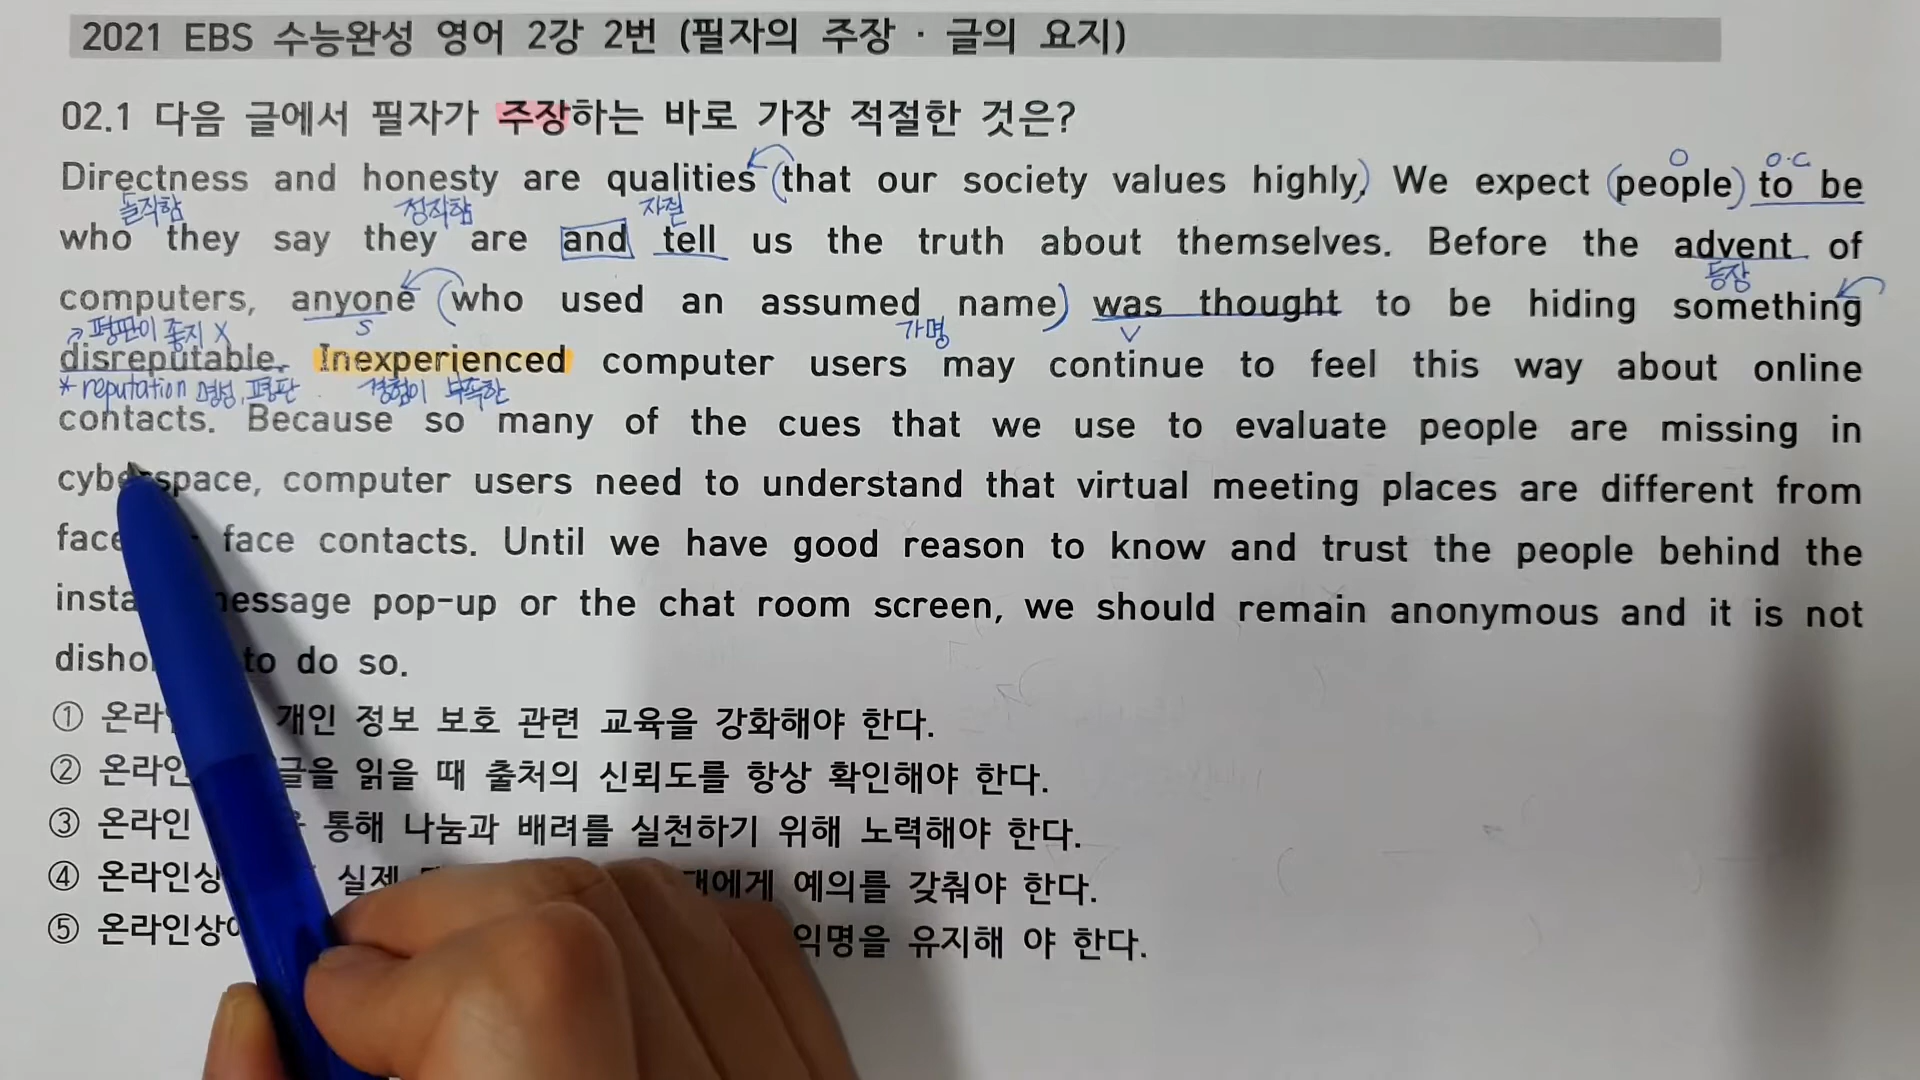 2021 EBS 수능완성 영어 2강 2번 (필자의 주장 · 글의 요지)
02.1 다음 글에서 필자가 주장하는 바로 가장 적절한 것은?
O O·C
Directness and honesty are qualities (that our society values highly.) We expect (people) to be
솔직함 정직함 자질
who they say they are and tell us the truth about themselves. Before the advent of
등장
computers, anyone (who used an assumed name) was thought to be hiding something
↗ 평판이 좋지 X S 가명 V
disreputable. Inexperienced computer users may continue to feel this way about online
* reputation 명성, 평판 경험이 부족한
contacts. Because so many of the cues that we use to evaluate people are missing in
cyberspace, computer users need to understand that virtual meeting places are different from
face contacts. Until we have good reason to know and trust the people behind the
message pop-up or the chat room screen, we should remain anonymous and it is not
to do so.
① 개인 정보 보호 관련 교육을 강화해야 한다.
② 온라인 글을 읽을 때 출처의 신뢰도를 항상 확인해야 한다.
③ 온라인 통해 나눔과 배려를 실천하기 위해 노력해야 한다.
④ 온라인상 실제 예의를 갖춰야 한다.
⑤ 온라인상 익명을 유지해 야 한다.